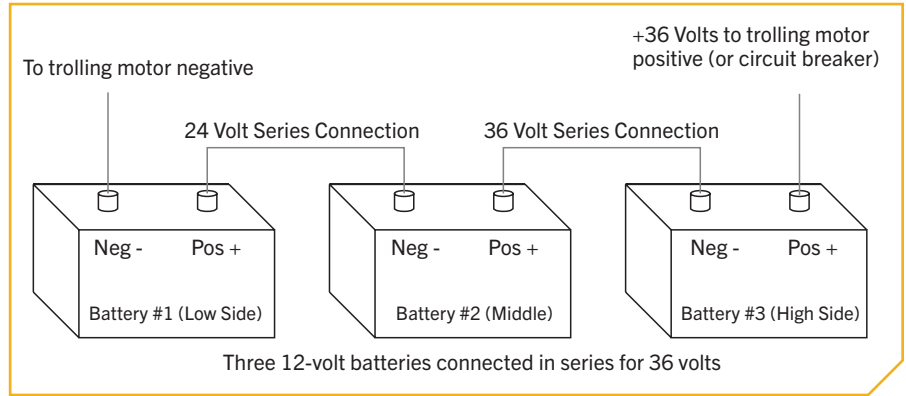 To trolling motor negative
+36 Volts to trolling motor
positive (or circuit breaker)
24 Volt Series Connection
36 Volt Series Connection
Neg -
Pos +
Neg -
Pos +
Neg -
Pos +
Battery #1 (Low Side)
Battery #2 (Middle)
Battery #3 (High Side)
Three 12-volt batteries connected in series for 36 volts